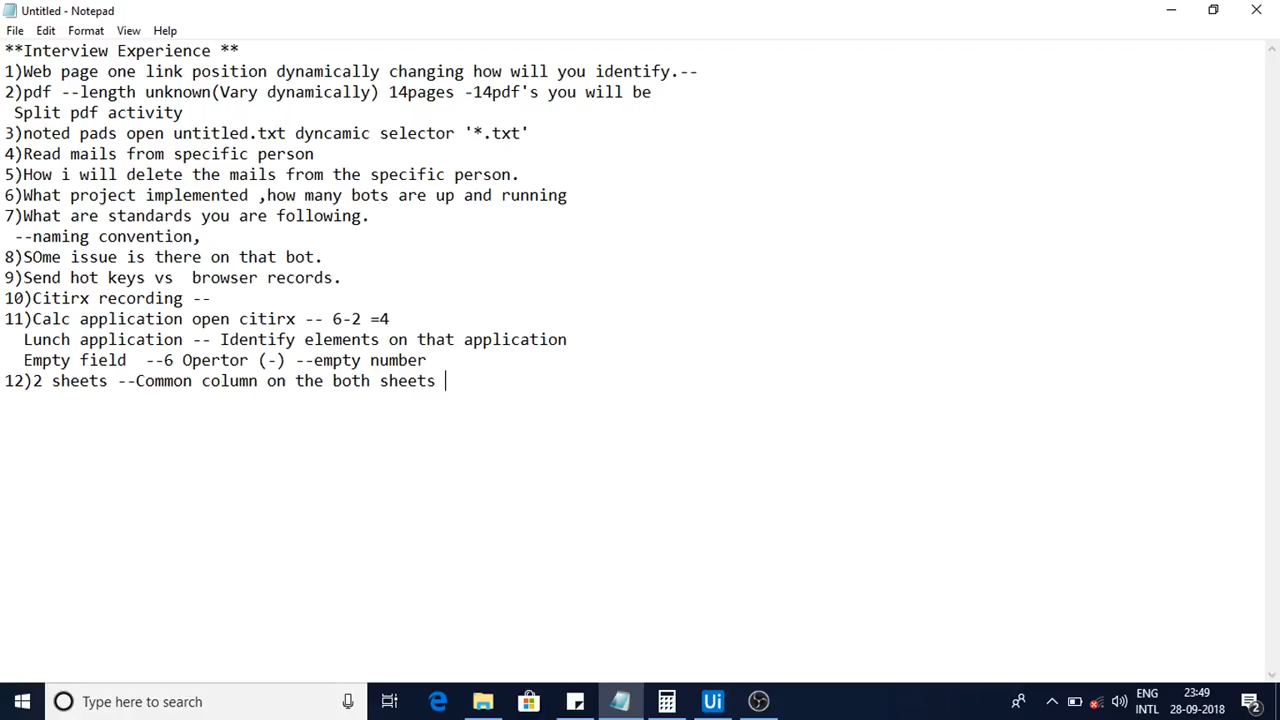 Untitled - Notepad
File Edit Format View Help
**Interview Experience **
1)Web page one link position dynamically changing how will you identify.--
2)pdf --length unknown(Vary dynamically) 14pages -14pdf's you will be
Split pdf activity
3)noted pads open untitled.txt dyncamic selector '*.txt'
4)Read mails from specific person
5)How i will delete the mails from the specific person.
6)What project implemented ,how many bots are up and running
7)What are standards you are following.
--naming convention,
8)SOme issue is there on that bot.
9)Send hot keys vs  browser records.
10)Citirx recording --
11)Calc application open citirx -- 6-2 =4
Lunch application -- Identify elements on that application
Empty field  --6 Opertor (-) --empty number
12)2 sheets --Common column on the both sheets
Type here to search
Ui
ENG
INTL
23:49
28-09-2018
2